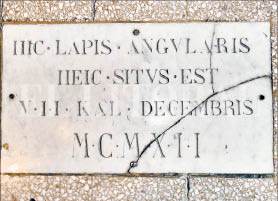 HIC · LAPIS · ANGVLARIS
HEIC · SITVS · EST
V · I · I · KAL · DECEMBRIS
M · C · M · X · I · I